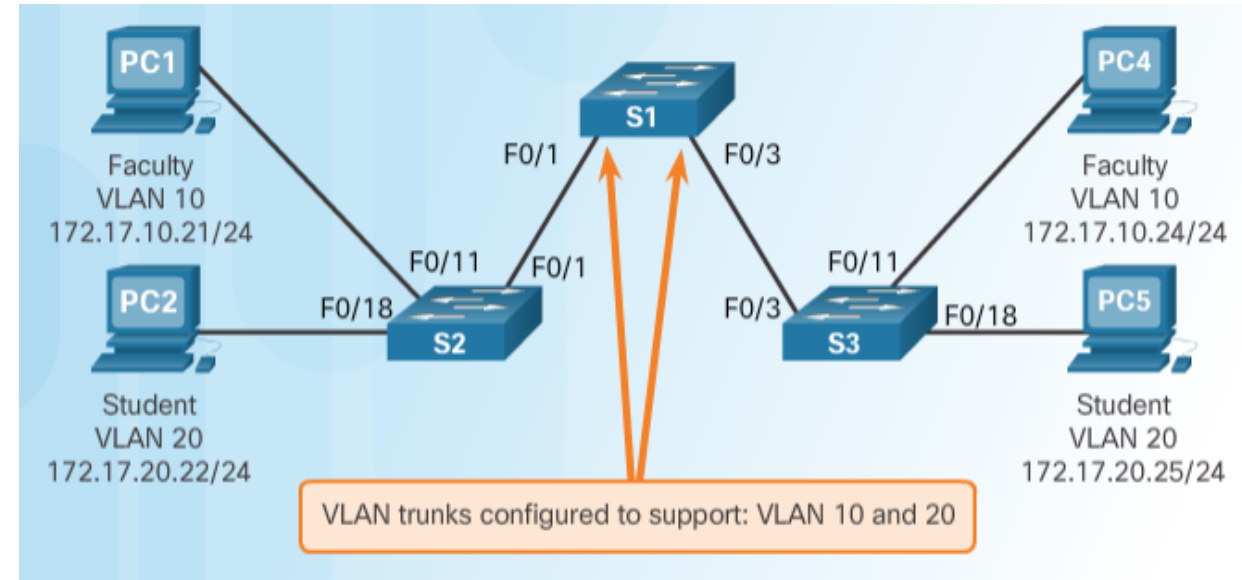 PC1
Faculty
VLAN 10
172.17.10.21/24
PC2
Student
VLAN 20
172.17.20.22/24
S1
F0/1
F0/3
F0/11
F0/1
F0/18
S2
F0/11
F0/3
F0/18
S3
PC4
Faculty
VLAN 10
172.17.10.24/24
PC5
Student
VLAN 20
172.17.20.25/24
VLAN trunks configured to support: VLAN 10 and 20